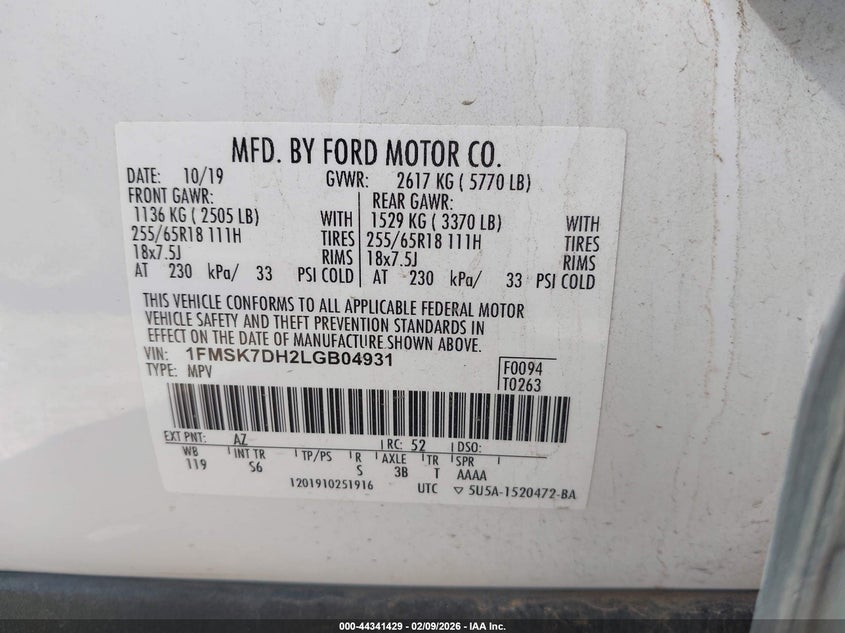 MFD. BY FORD MOTOR CO.
DATE: 10/19 GVWR: 2617 KG ( 5770 LB)
FRONT GAWR: REAR GAWR:
1136 KG ( 2505 LB) WITH 1529 KG ( 3370 LB) WITH
255/65R18 111H TIRES 255/65R18 111H TIRES
18x7.5J RIMS 18x7.5J RIMS
AT 230 kPa/ 33 PSI COLD AT 230 kPa/ 33 PSI COLD
THIS VEHICLE CONFORMS TO ALL APPLICABLE FEDERAL MOTOR
VEHICLE SAFETY AND THEFT PREVENTION STANDARDS IN
EFFECT ON THE DATE OF MANUFACTURE SHOWN ABOVE.
VIN: 1FMSK7DH2LGB04931 F0094
TYPE: MPV T0263
EXT PNT: AZ RC: 52 DSO:
WB INT TR TP/PS R AXLE TR SPR
119 S6 S 3B T AAAA
1201910251916 UTC ▽ 5U5A-1520472-BA
000-44341429 | 02/09/2026 - IAA Inc.